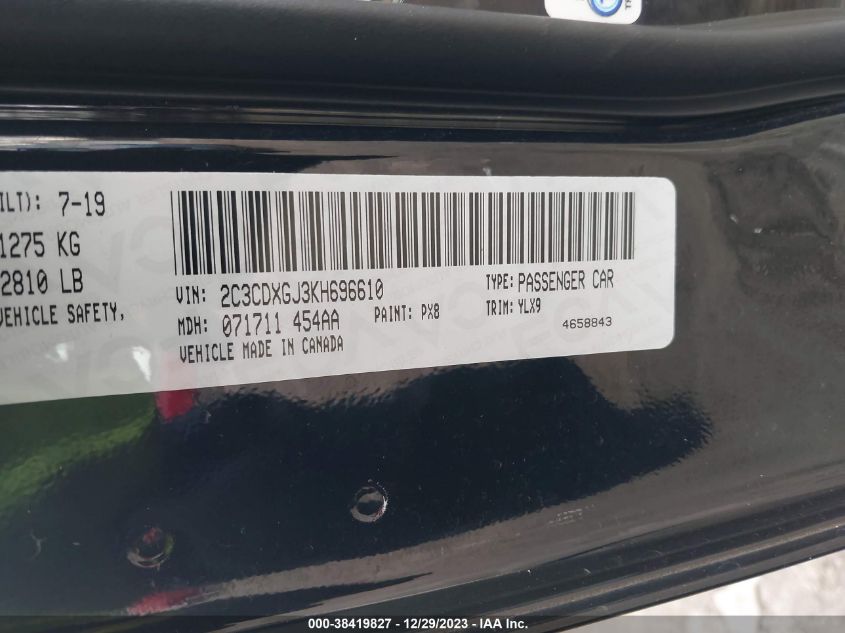 ILT): 7-19
1275 KG
2810 LB
VEHICLE SAFETY,
VIN: 2C3CDXGJ3KH696610
TYPE: PASSENGER CAR
MDH: 071711 454AA
PAINT: PX8
TRIM: YLX9
VEHICLE MADE IN CANADA
4658843
000-38419827 - 12/29/2023 - IAA Inc.